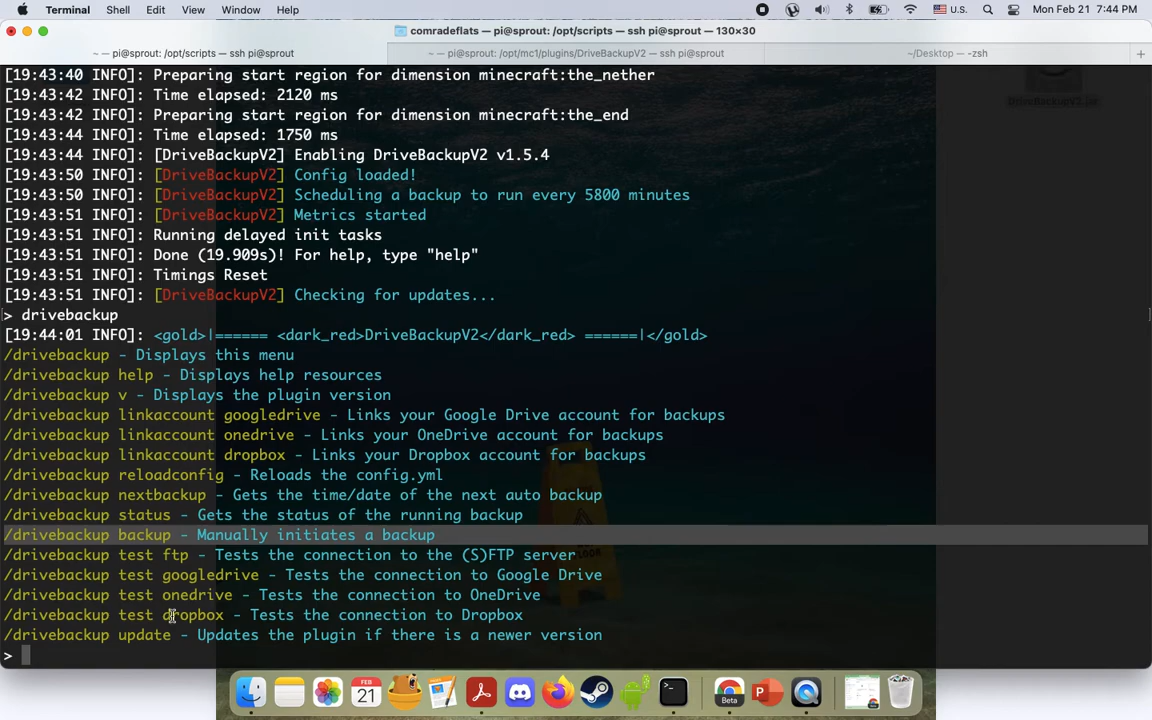 Terminal Shell Edit View Window Help U.S. Mon Feb 21 7:44 PM
comradeflats — pi@sprout: /opt/scripts — ssh pi@sprout — 130×30
~ — pi@sprout: /opt/scripts — ssh pi@sprout ~ — pi@sprout: /opt/mc1/plugins/DriveBackupV2 — ssh pi@sprout ~/Desktop — -zsh
[19:43:40 INFO]: Preparing start region for dimension minecraft:the_nether
[19:43:42 INFO]: Time elapsed: 2120 ms
[19:43:42 INFO]: Preparing start region for dimension minecraft:the_end
[19:43:44 INFO]: Time elapsed: 1750 ms
[19:43:44 INFO]: [DriveBackupV2] Enabling DriveBackupV2 v1.5.4
[19:43:50 INFO]: [DriveBackupV2] Config loaded!
[19:43:50 INFO]: [DriveBackupV2] Scheduling a backup to run every 5800 minutes
[19:43:51 INFO]: [DriveBackupV2] Metrics started
[19:43:51 INFO]: Running delayed init tasks
[19:43:51 INFO]: Done (19.909s)! For help, type "help"
[19:43:51 INFO]: Timings Reset
[19:43:51 INFO]: [DriveBackupV2] Checking for updates...
> drivebackup
[19:44:01 INFO]: <gold>|====== <dark_red>DriveBackupV2</dark_red> ======|</gold>
/drivebackup - Displays this menu
/drivebackup help - Displays help resources
/drivebackup v - Displays the plugin version
/drivebackup linkaccount googledrive - Links your Google Drive account for backups
/drivebackup linkaccount onedrive - Links your OneDrive account for backups
/drivebackup linkaccount dropbox - Links your Dropbox account for backups
/drivebackup reloadconfig - Reloads the config.yml
/drivebackup nextbackup - Gets the time/date of the next auto backup
/drivebackup status - Gets the status of the running backup
/drivebackup backup - Manually initiates a backup
/drivebackup test ftp - Tests the connection to the (S)FTP server
/drivebackup test googledrive - Tests the connection to Google Drive
/drivebackup test onedrive - Tests the connection to OneDrive
/drivebackup test dropbox - Tests the connection to Dropbox
/drivebackup update - Updates the plugin if there is a newer version
>